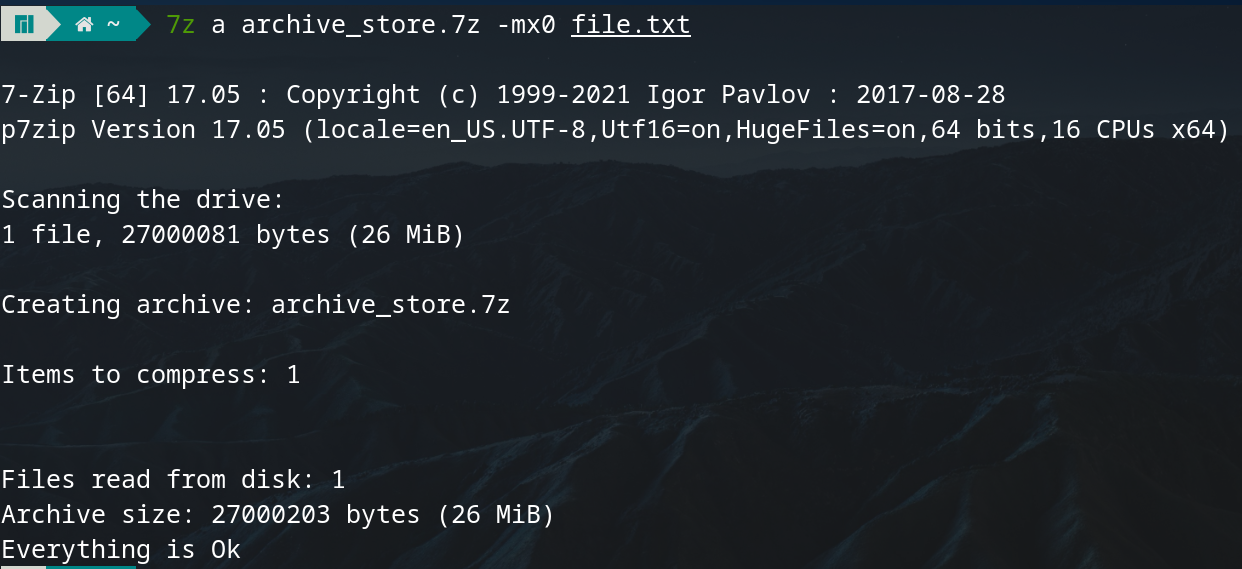 ~ 7z a archive_store.7z -mx0 file.txt
7-Zip [64] 17.05 : Copyright (c) 1999-2021 Igor Pavlov : 2017-08-28
p7zip Version 17.05 (locale=en_US.UTF-8,Utf16=on,HugeFiles=on,64 bits,16 CPUs x64)
Scanning the drive:
1 file, 27000081 bytes (26 MiB)
Creating archive: archive_store.7z
Items to compress: 1
Files read from disk: 1
Archive size: 27000203 bytes (26 MiB)
Everything is Ok